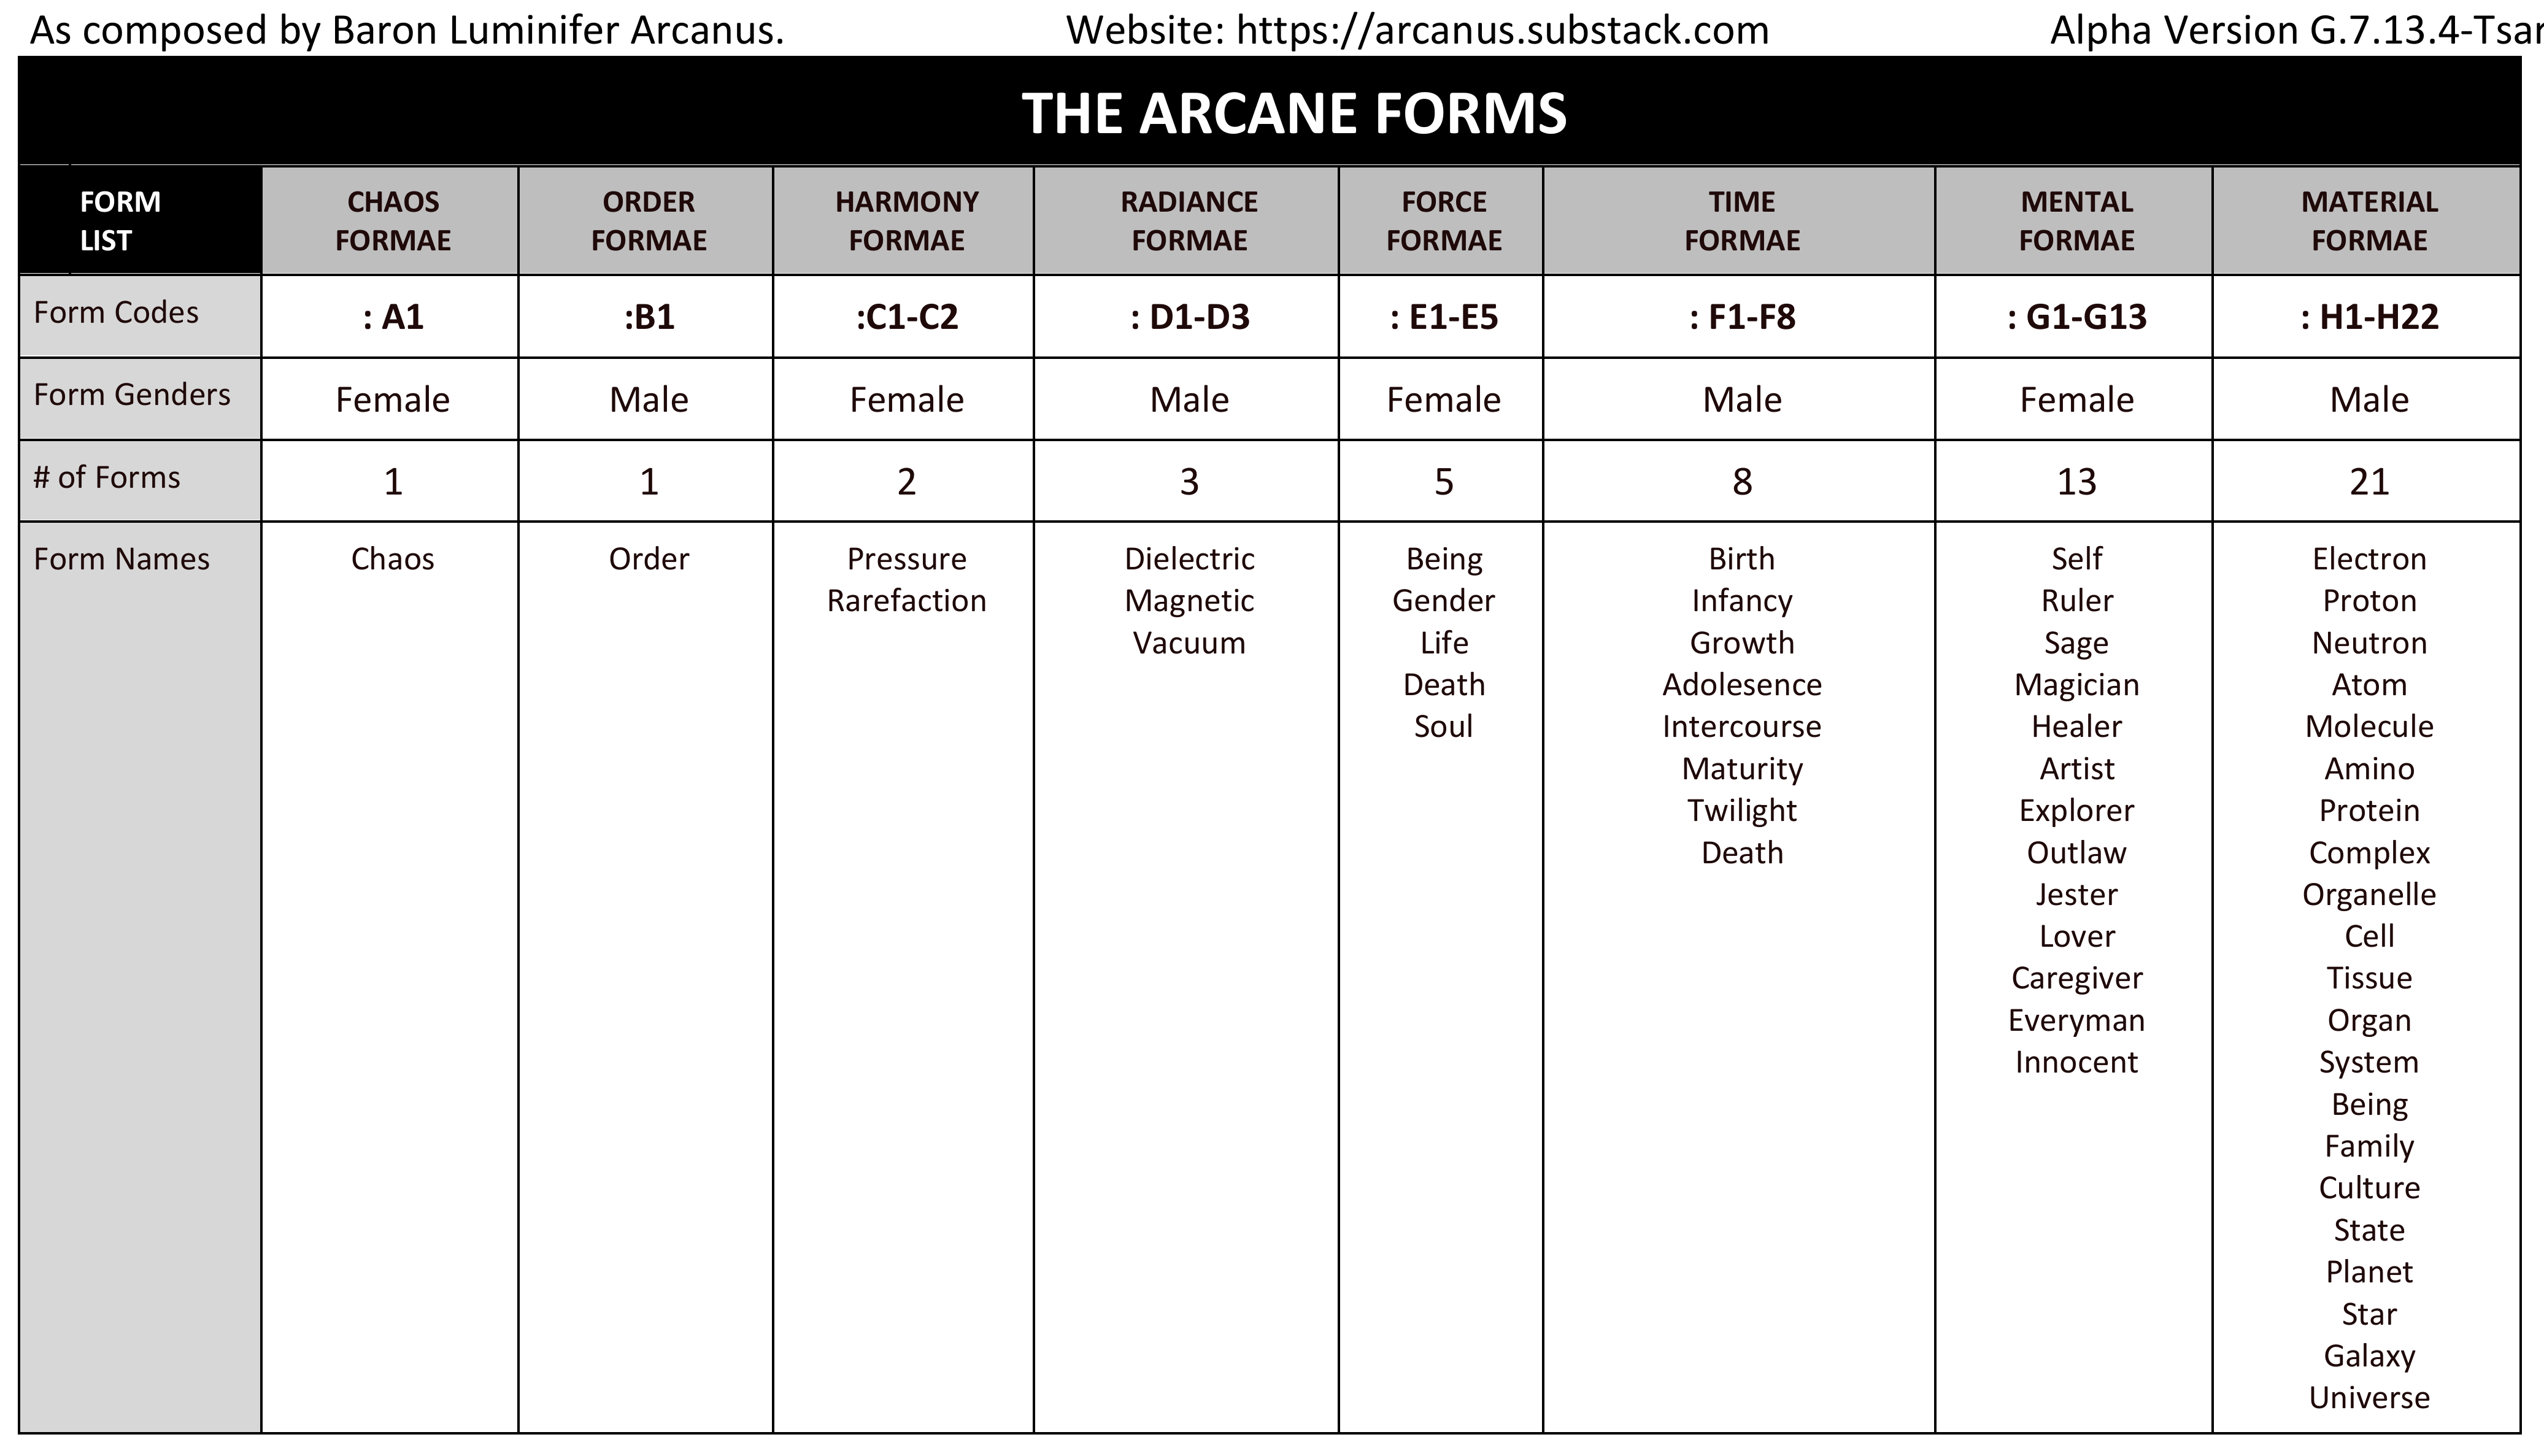 As composed by Baron Luminifer Arcanus. Website: https://arcanus.substack.com Alpha Version G.7.13.4-Tsar
THE ARCANE FORMS
FORM LIST
CHAOS FORMAE
ORDER FORMAE
HARMONY FORMAE
RADIANCE FORMAE
FORCE FORMAE
TIME FORMAE
MENTAL FORMAE
MATERIAL FORMAE
Form Codes : A1 :B1 :C1-C2 : D1-D3 : E1-E5 : F1-F8 : G1-G13 : H1-H22
Form Genders Female Male Female Male Female Male Female Male
# of Forms 1 1 2 3 5 8 13 21
Form Names
Chaos
Order
Pressure
Rarefaction
Dielectric
Magnetic
Vacuum
Being
Gender
Life
Death
Soul
Birth
Infancy
Growth
Adolesence
Intercourse
Maturity
Twilight
Death
Self
Ruler
Sage
Magician
Healer
Artist
Explorer
Outlaw
Jester
Lover
Caregiver
Everyman
Innocent
Electron
Proton
Neutron
Atom
Molecule
Amino
Protein
Complex
Organelle
Cell
Tissue
Organ
System
Being
Family
Culture
State
Planet
Star
Galaxy
Universe